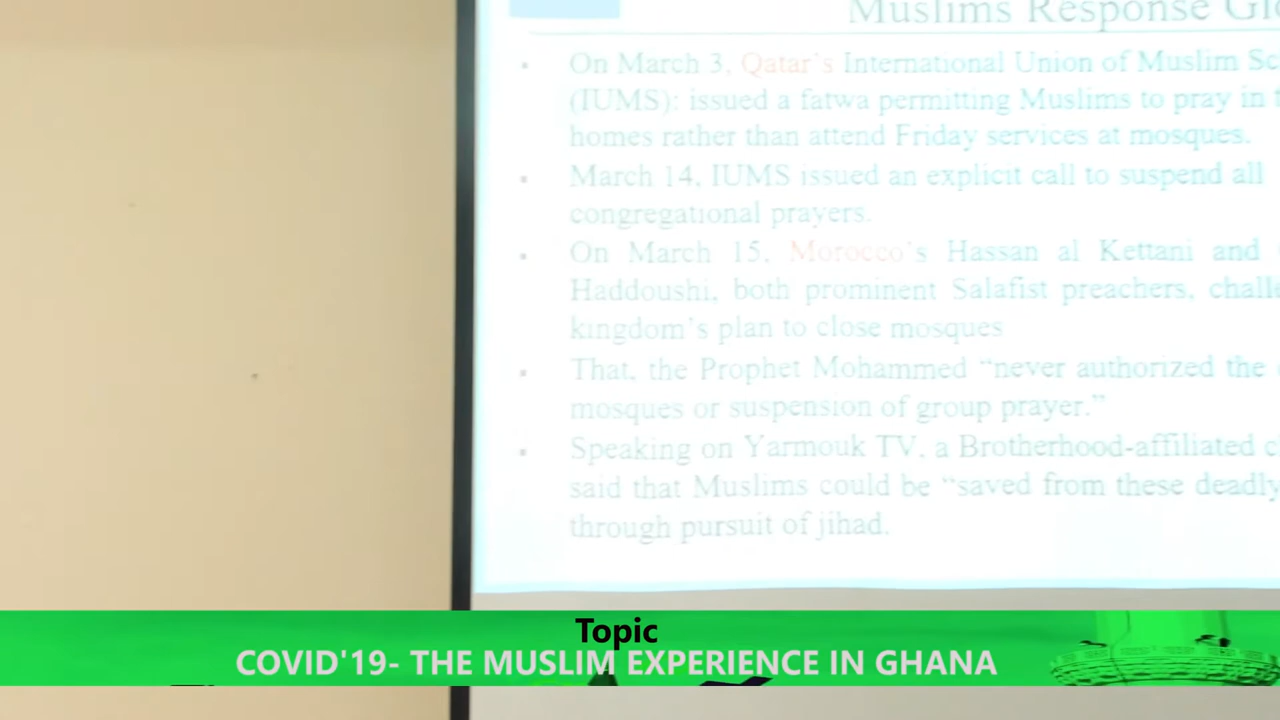 Muslims Response Glo
On March 3, Qatar's International Union of Muslim Sc
(IUMS): issued a fatwa permitting Muslims to pray in t
homes rather than attend Friday services at mosques.
March 14, IUMS issued an explicit call to suspend all
congregational prayers.
On March 15, Morocco's Hassan al Kettani and
Haddoushi, both prominent Salafist preachers, challe
kingdom's plan to close mosques
That, the Prophet Mohammed "never authorized the
mosques or suspension of group prayer."
Speaking on Yarmouk TV, a Brotherhood-affiliated c
said that Muslims could be "saved from these deadly
through pursuit of jihad.
Topic
COVID'19- THE MUSLIM EXPERIENCE IN GHANA